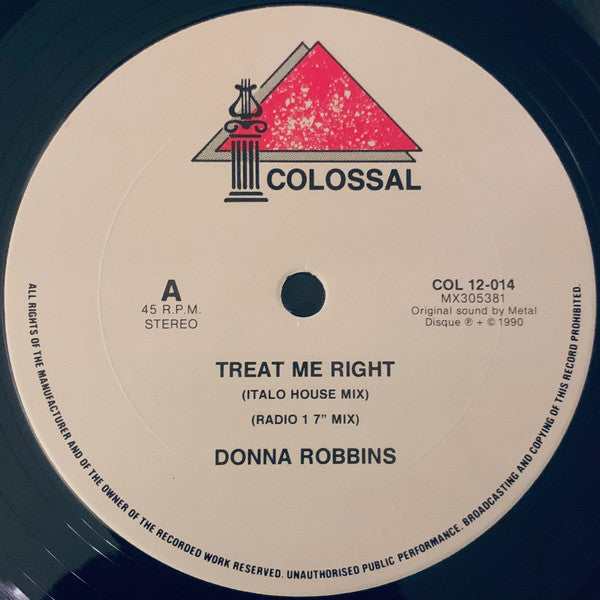 COLOSSAL
A
45 R.P.M.
STEREO
COL 12-014
MX305381
Original sound by Metal
Disque ℗ + © 1990
TREAT ME RIGHT
(ITALO HOUSE MIX)
(RADIO 1 7" MIX)
DONNA ROBBINS
ALL RIGHTS OF THE MANUFACTURER AND OF THE OWNER OF THE RECORDED WORK RESERVED. UNAUTHORISED PUBLIC PERFORMANCE, BROADCASTING AND COPYING OF THIS RECORD PROHIBITED.